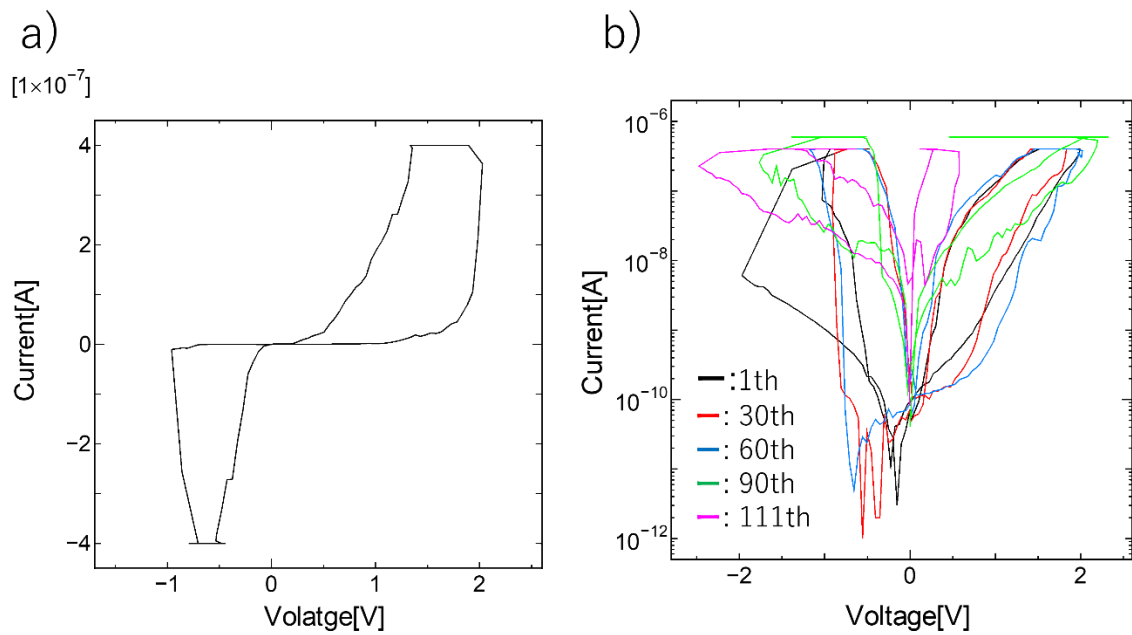 a)
[1×10⁻⁷]
Current[A]
4
2
0
−2
−4
−1
0
1
2
Volatge[V]
b)
Current[A]
10⁻⁶
10⁻⁸
10⁻¹⁰
10⁻¹²
:1th
: 30th
: 60th
: 90th
: 111th
−2
0
2
Voltage[V]